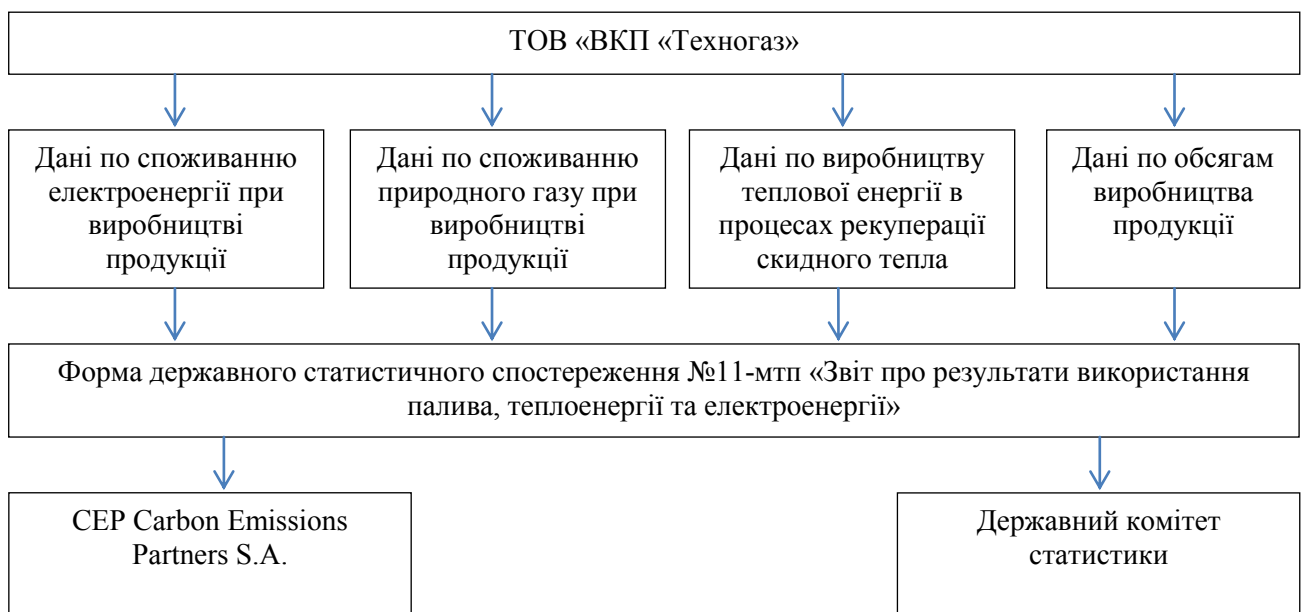 ТОВ «ВКП «Техногаз»
Дані по споживанню
електроенергії при
виробництві
продукції
Дані по споживанню
природного газу при
виробництві
продукції
Дані по виробництву
теплової енергії в
процесах рекуперації
скидного тепла
Дані по обсягам
виробництва
продукції
Форма державного статистичного спостереження №11-мтп «Звіт про результати використання
палива, теплоенергії та електроенергії»
CEP Carbon Emissions
Partners S.A.
Державний комітет
статистики